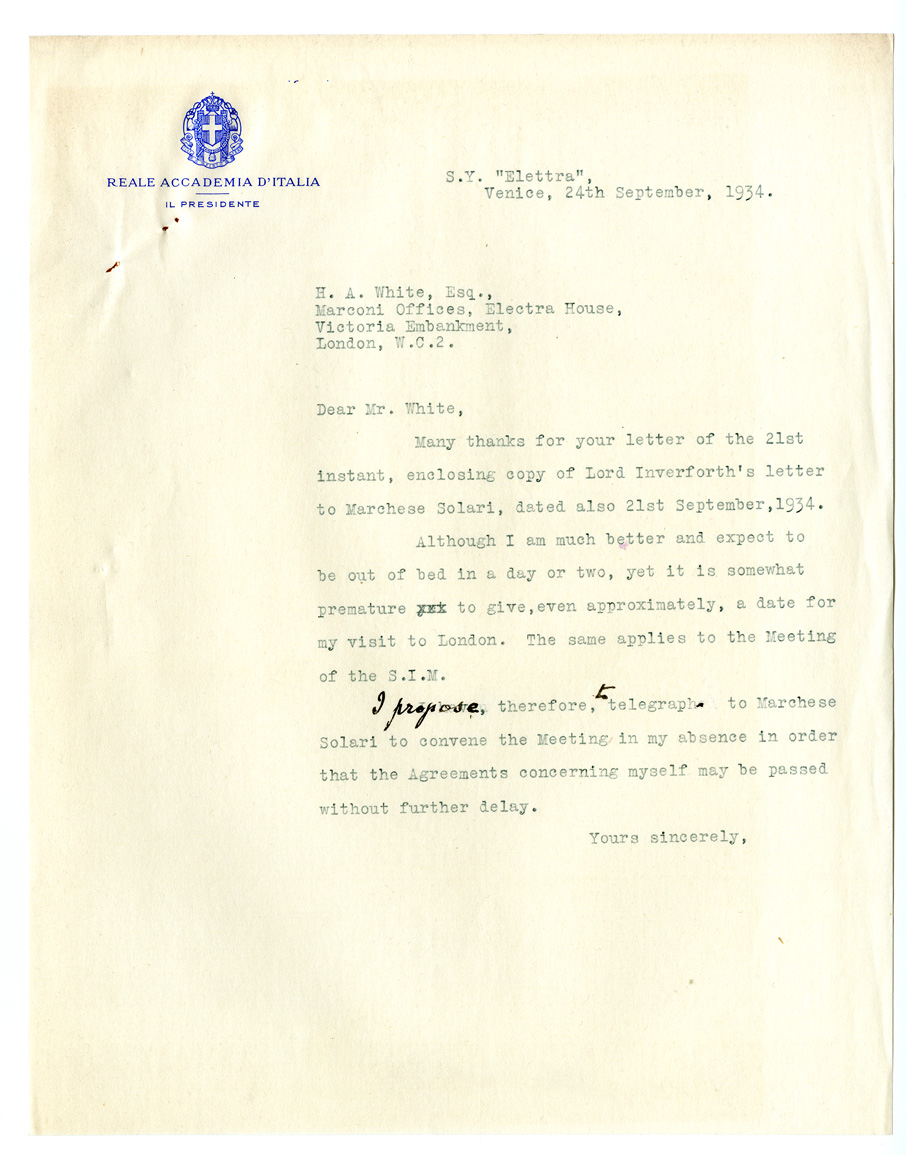 REALE ACCADEMIA D'ITALIA
IL PRESIDENTE
S.Y. "Elettra",
Venice, 24th September, 1934.
H. A. White, Esq.,
Marconi Offices, Electra House,
Victoria Embankment,
London, W.C.2.
Dear Mr. White,
Many thanks for your letter of the 21st
instant, enclosing copy of Lord Inverforth's letter
to Marchese Solari, dated also 21st September,1934.
Although I am much better and expect to
be out of bed in a day or two, yet it is somewhat
premature to give,even approximately, a date for
my visit to London. The same applies to the Meeting
of the S.I.M.
I propose, therefore, to telegraph to Marchese
Solari to convene the Meeting in my absence in order
that the Agreements concerning myself may be passed
without further delay.
Yours sincerely,